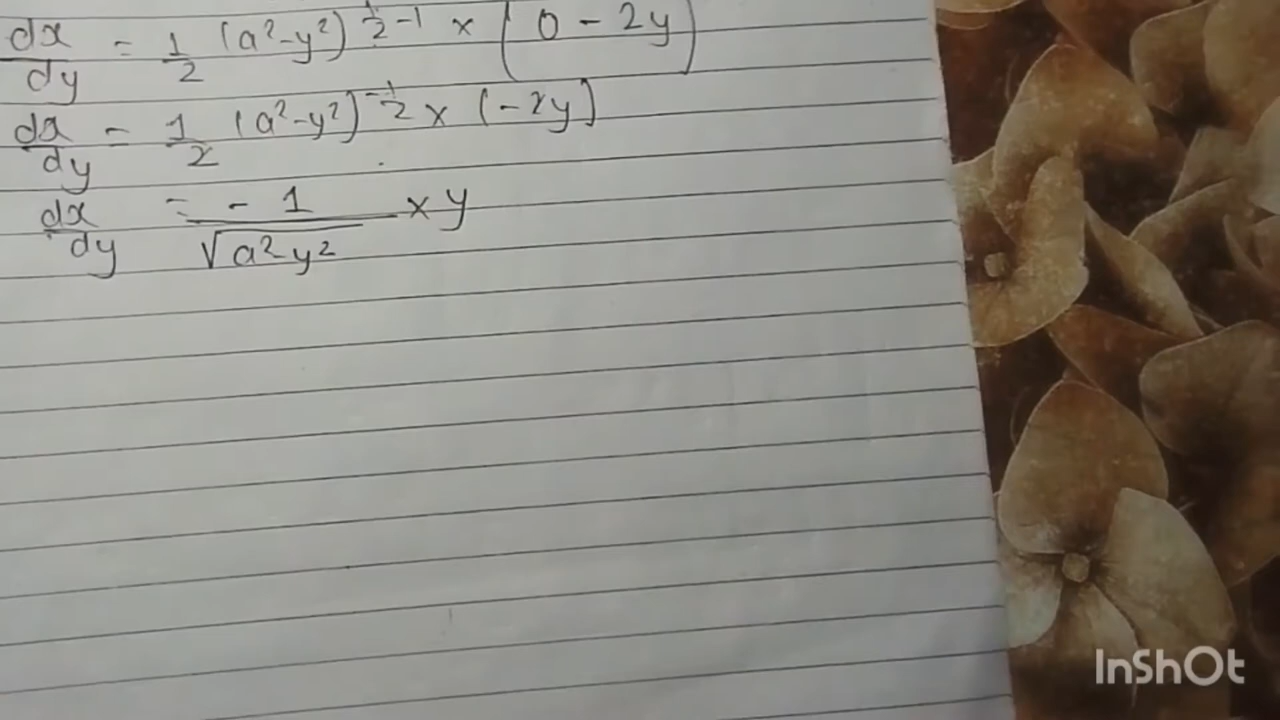 dx/dy = 1/2 (a²-y²)^(1/2-1) × (0-2y)
dx/dy = 1/2 (a²-y²)^(-1/2) × (-2y)
dx/dy = -1/√a²y² × y
InShOt